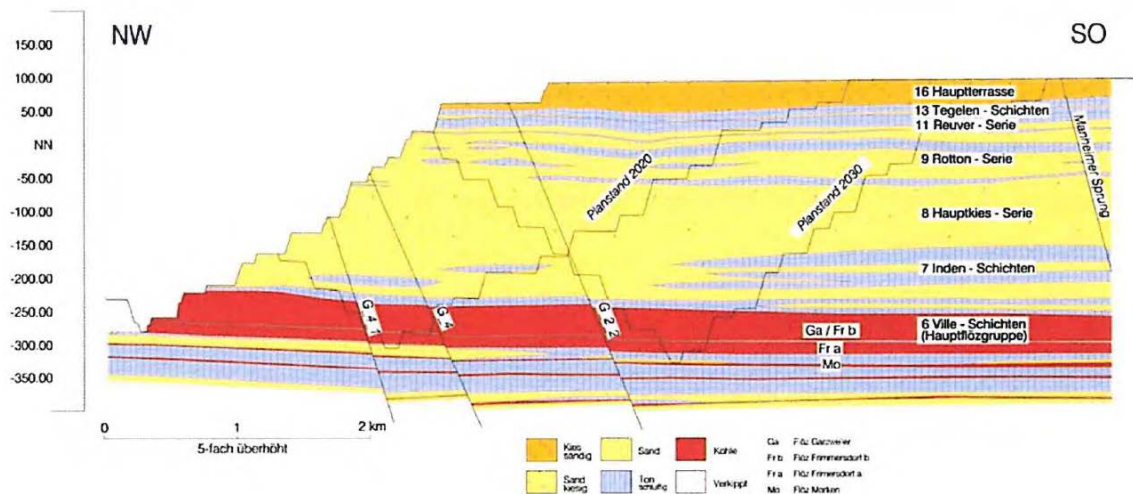 NW
SO
150.00
100.00
50.00
NN
-50.00
-100.00
-150.00
-200.00
-250.00
-300.00
-350.00
16 Hauptterrasse
13 Tegelen - Schichten
11 Reuver - Serie
9 Rotton - Serie
8 Hauptkies - Serie
7 Inden - Schichten
6 Ville - Schichten
(Hauptflözgruppe)
Planstand 2020
Planstand 2030
Manheimer Sprung
G 4 1
G 4
G 2 2
Ga / Fr b
Fr a
Mo
0 1 2 km
5-fach überhöht
Kies
sandig
Sand
Kohle
Sand
kiesig
Ton
schluffig
Verkippt
Ga Flöz Garzweiler
Fr b Flöz Frimmersdorf b
Fr a Flöz Frimersdorf a
Mo Flöz Morken